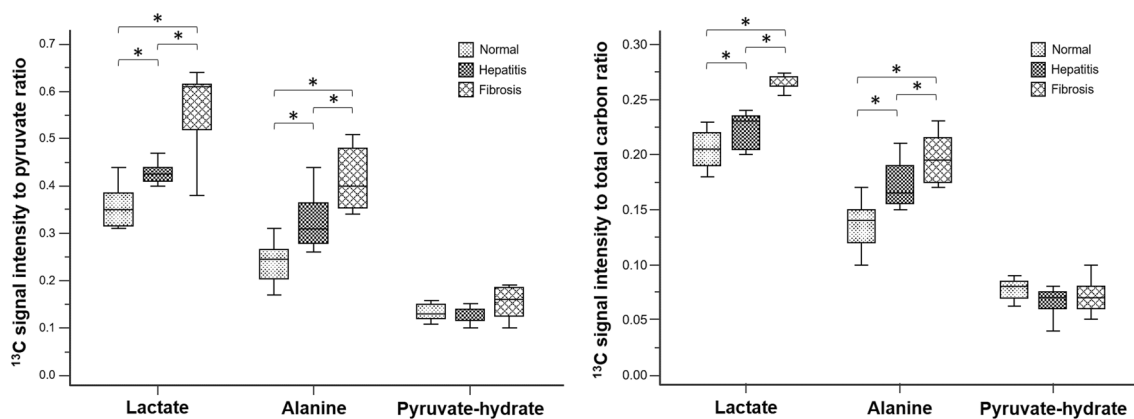 ¹³C signal intensity to pyruvate ratio
0.7
0.6
0.5
0.4
0.3
0.2
0.1
0.0
* * *
* * *
Normal
Hepatitis
Fibrosis
Lactate Alanine Pyruvate-hydrate
¹³C signal intensity to total carbon ratio
0.30
0.25
0.20
0.15
0.10
0.05
0.00
* * *
* * *
Normal
Hepatitis
Fibrosis
Lactate Alanine Pyruvate-hydrate